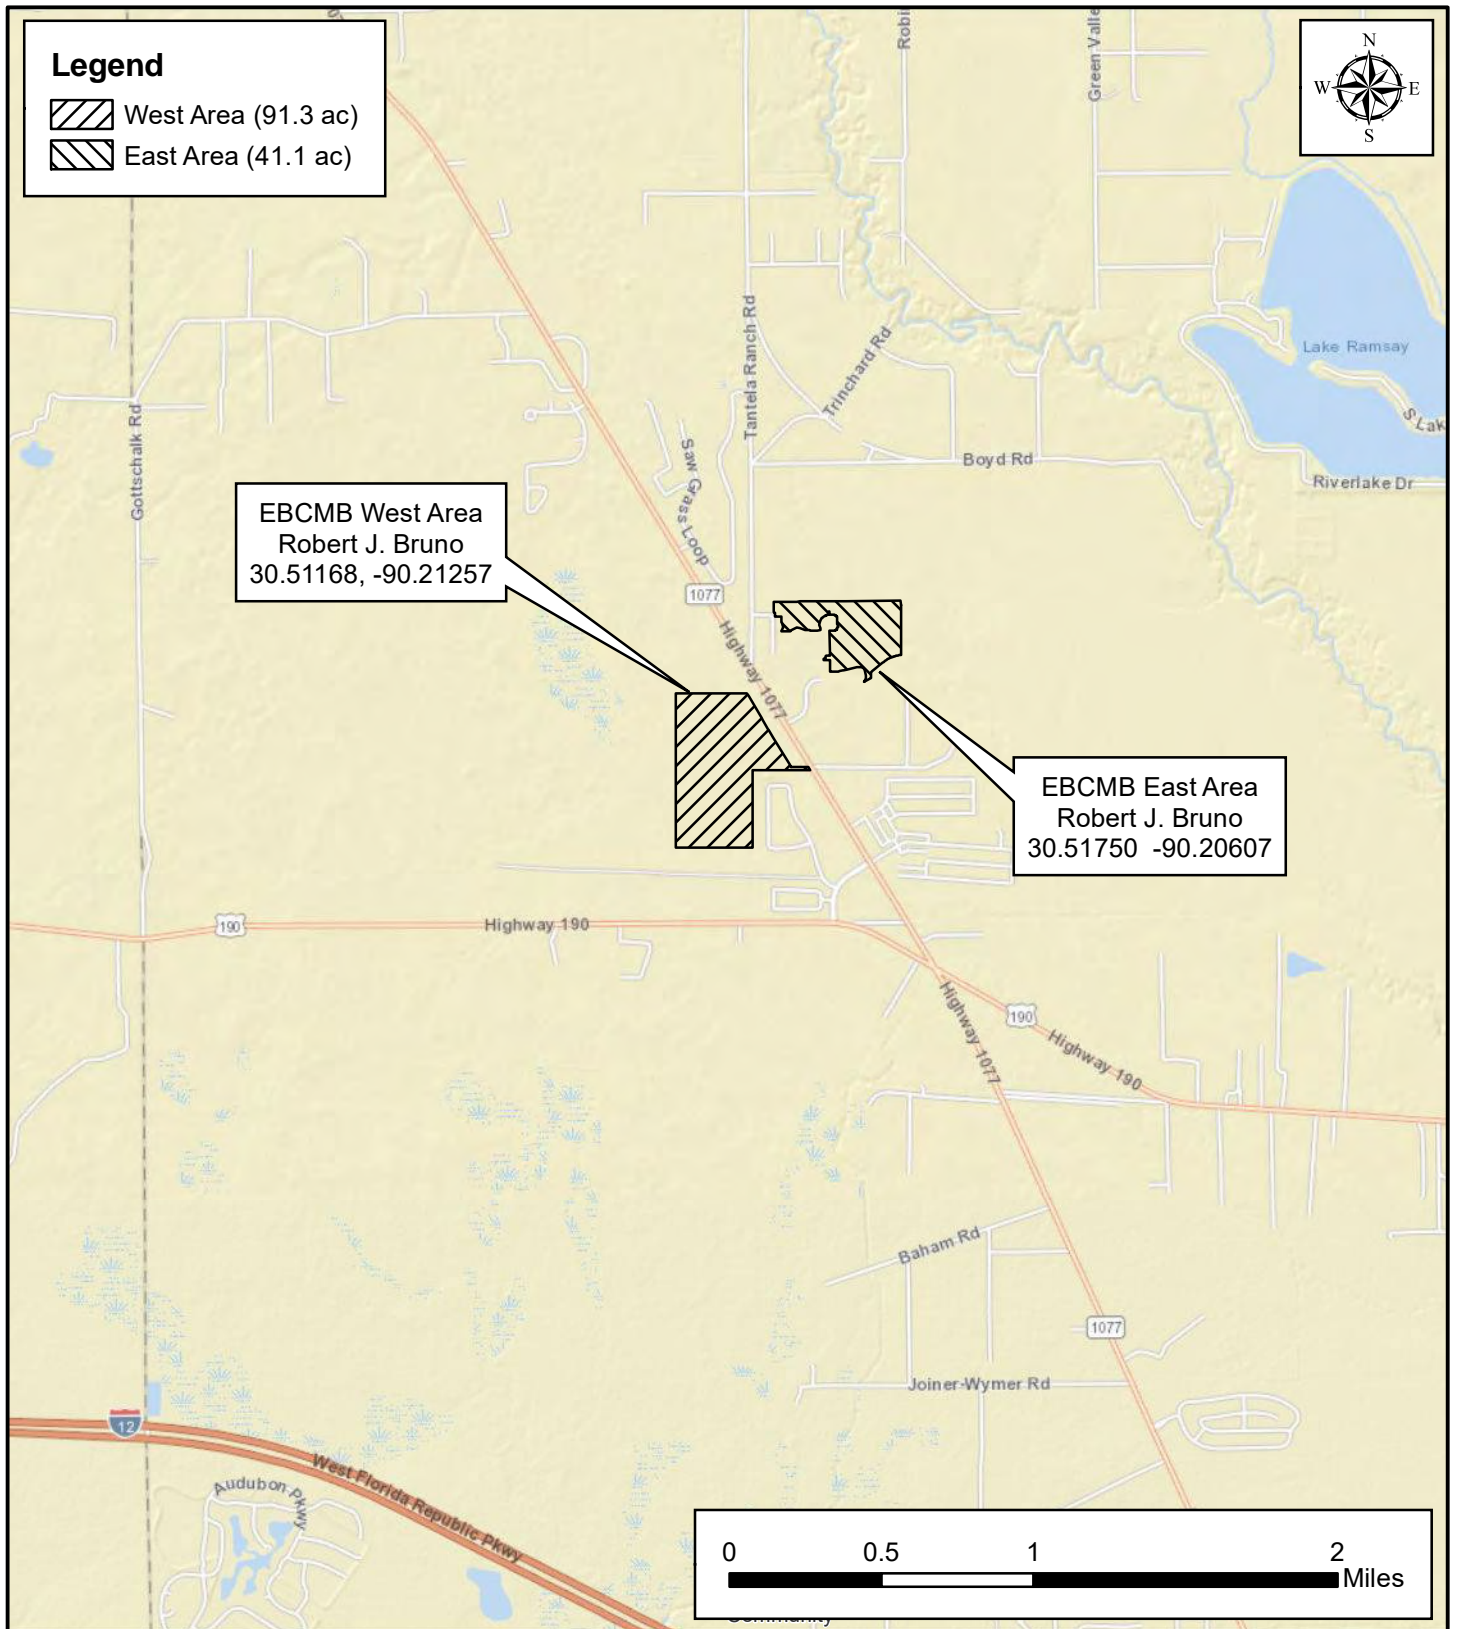 Legend
West Area (91.3 ac)
East Area (41.1 ac)
N
W
E
S
Green Valle
Lake Ramsay
S Lak
Riverlake Dr
Tantela Ranch Rd
Trinchard Rd
Boyd Rd
Gottschalk Rd
Saw Grass Loop
EBCMB West Area
Robert J. Bruno
30.51168, -90.21257
1077
Highway 1077
EBCMB East Area
Robert J. Bruno
30.51750 -90.20607
190
Highway 190
Highway 1077
190
Highway 190
Baham Rd
1077
Joiner-Wymer Rd
12
West Florida Republic Pkwy
Audubon Pkwy
0 0.5 1 2
Miles